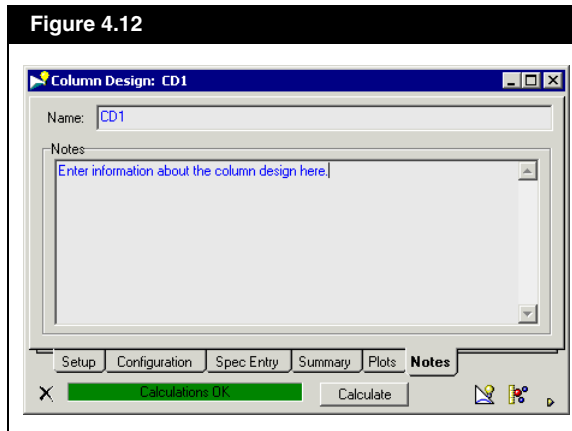 Figure 4.12
Column Design: CD1
Name: CD1
Notes
Enter information about the column design here.
Setup Configuration Spec Entry Summary Plots Notes
Calculations OK Calculate